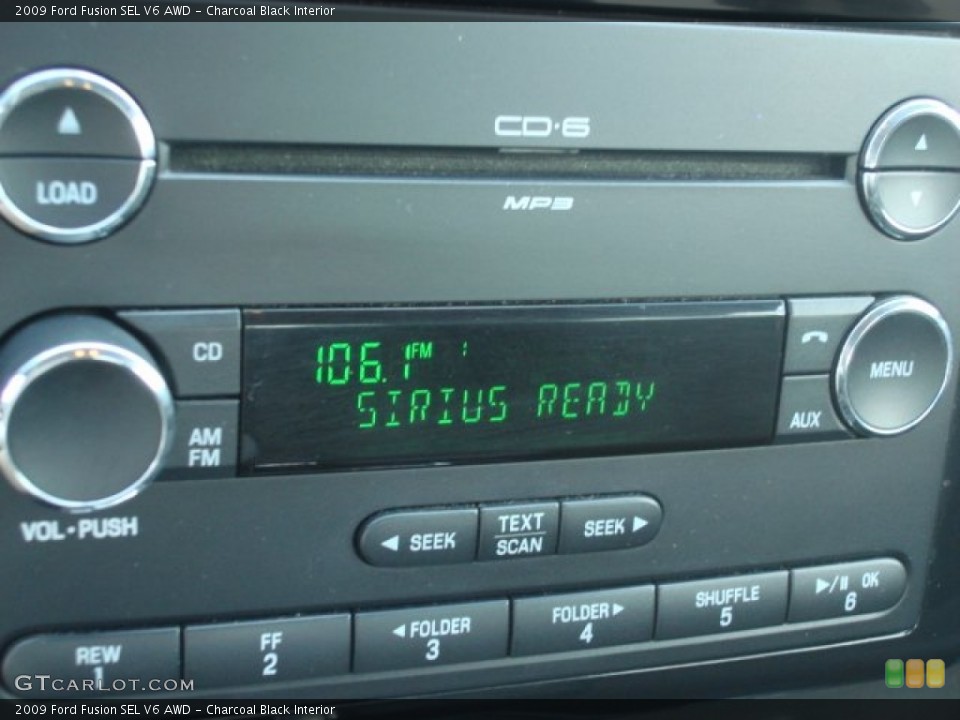 2009 Ford Fusion SEL V6 AWD - Charcoal Black Interior
CD·6
LOAD
MP3
CD
106.1 FM 1
SIRIUS READY
MENU
AUX
AM
FM
VOL·PUSH
SEEK
TEXT
SCAN
SEEK
REW
1
FF
2
FOLDER
3
FOLDER
4
SHUFFLE
5
OK
6
GTCARLOT.COM
2009 Ford Fusion SEL V6 AWD - Charcoal Black Interior